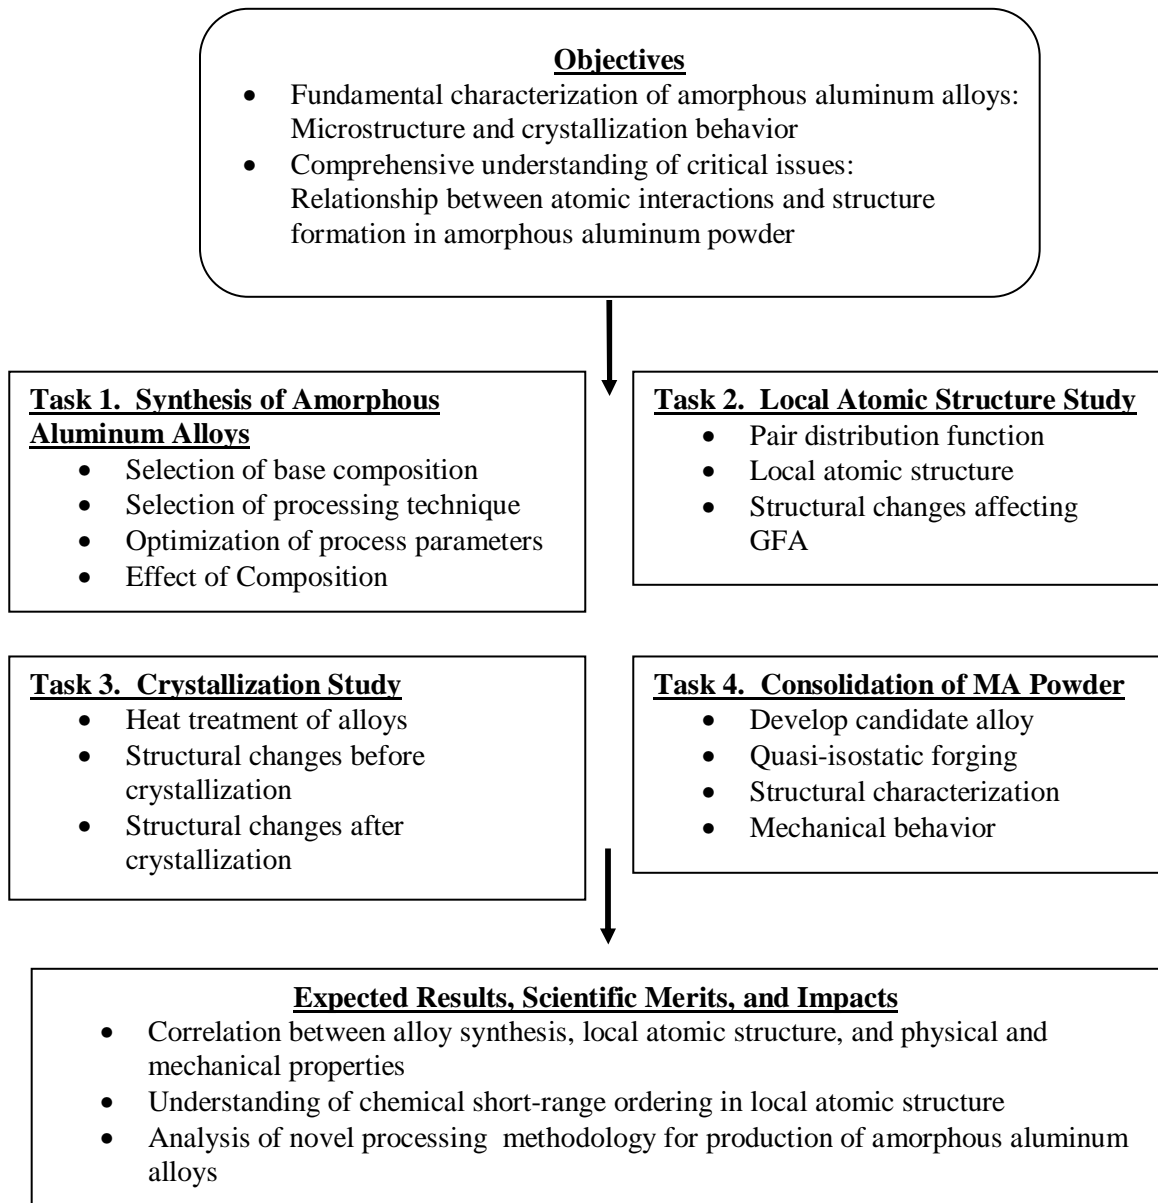 Objectives
• Fundamental characterization of amorphous aluminum alloys:
Microstructure and crystallization behavior
• Comprehensive understanding of critical issues:
Relationship between atomic interactions and structure
formation in amorphous aluminum powder
Task 1. Synthesis of Amorphous
Aluminum Alloys
• Selection of base composition
• Selection of processing technique
• Optimization of process parameters
• Effect of Composition
Task 2. Local Atomic Structure Study
• Pair distribution function
• Local atomic structure
• Structural changes affecting
GFA
Task 3. Crystallization Study
• Heat treatment of alloys
• Structural changes before
crystallization
• Structural changes after
crystallization
Task 4. Consolidation of MA Powder
• Develop candidate alloy
• Quasi-isostatic forging
• Structural characterization
• Mechanical behavior
Expected Results, Scientific Merits, and Impacts
• Correlation between alloy synthesis, local atomic structure, and physical and
mechanical properties
• Understanding of chemical short-range ordering in local atomic structure
• Analysis of novel processing methodology for production of amorphous aluminum
alloys